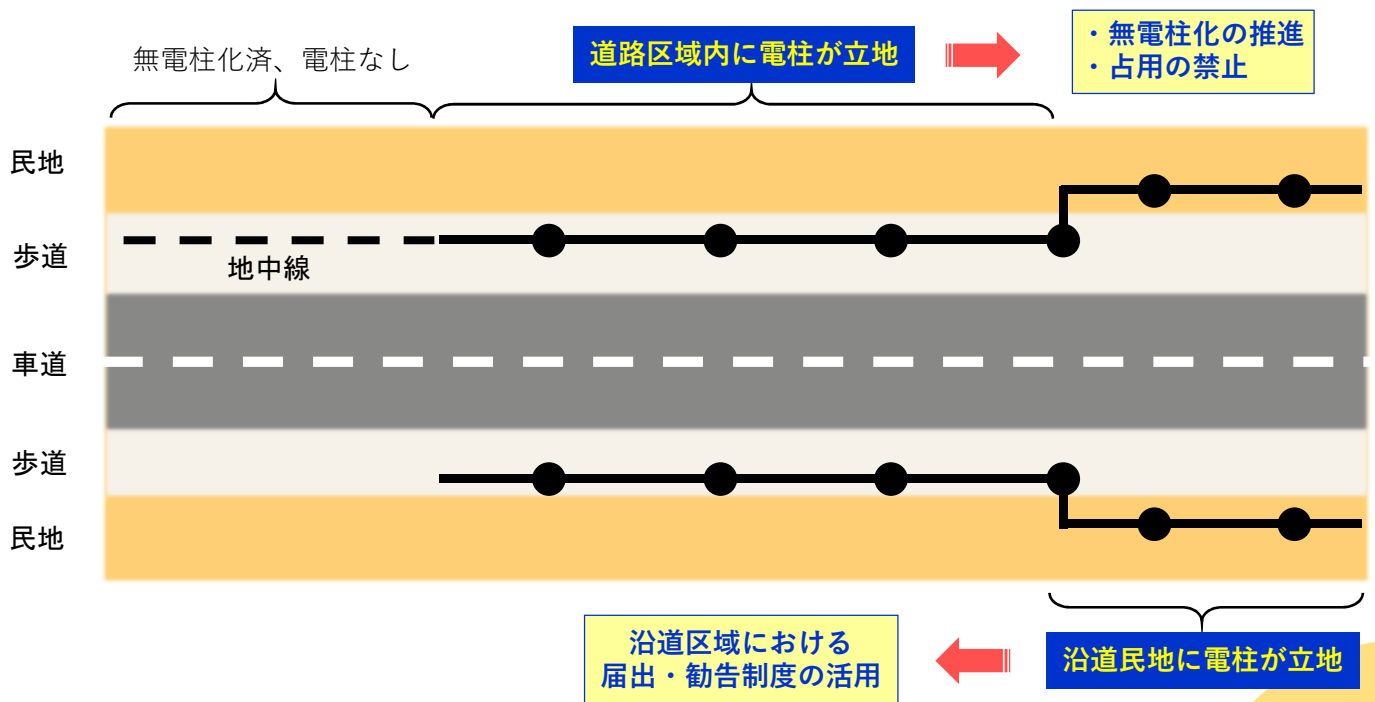 無電柱化済、電柱なし
道路区域内に電柱が立地
・無電柱化の推進
・占用の禁止
民地
歩道
地中線
車道
歩道
民地
沿道区域における
届出・勧告制度の活用
沿道民地に電柱が立地